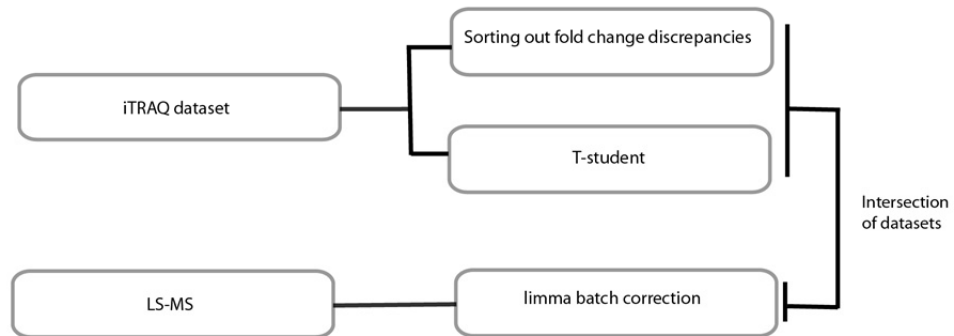 Sorting out fold change discrepancies
iTRAQ dataset
T-student
Intersection
of datasets
LS-MS
limma batch correction